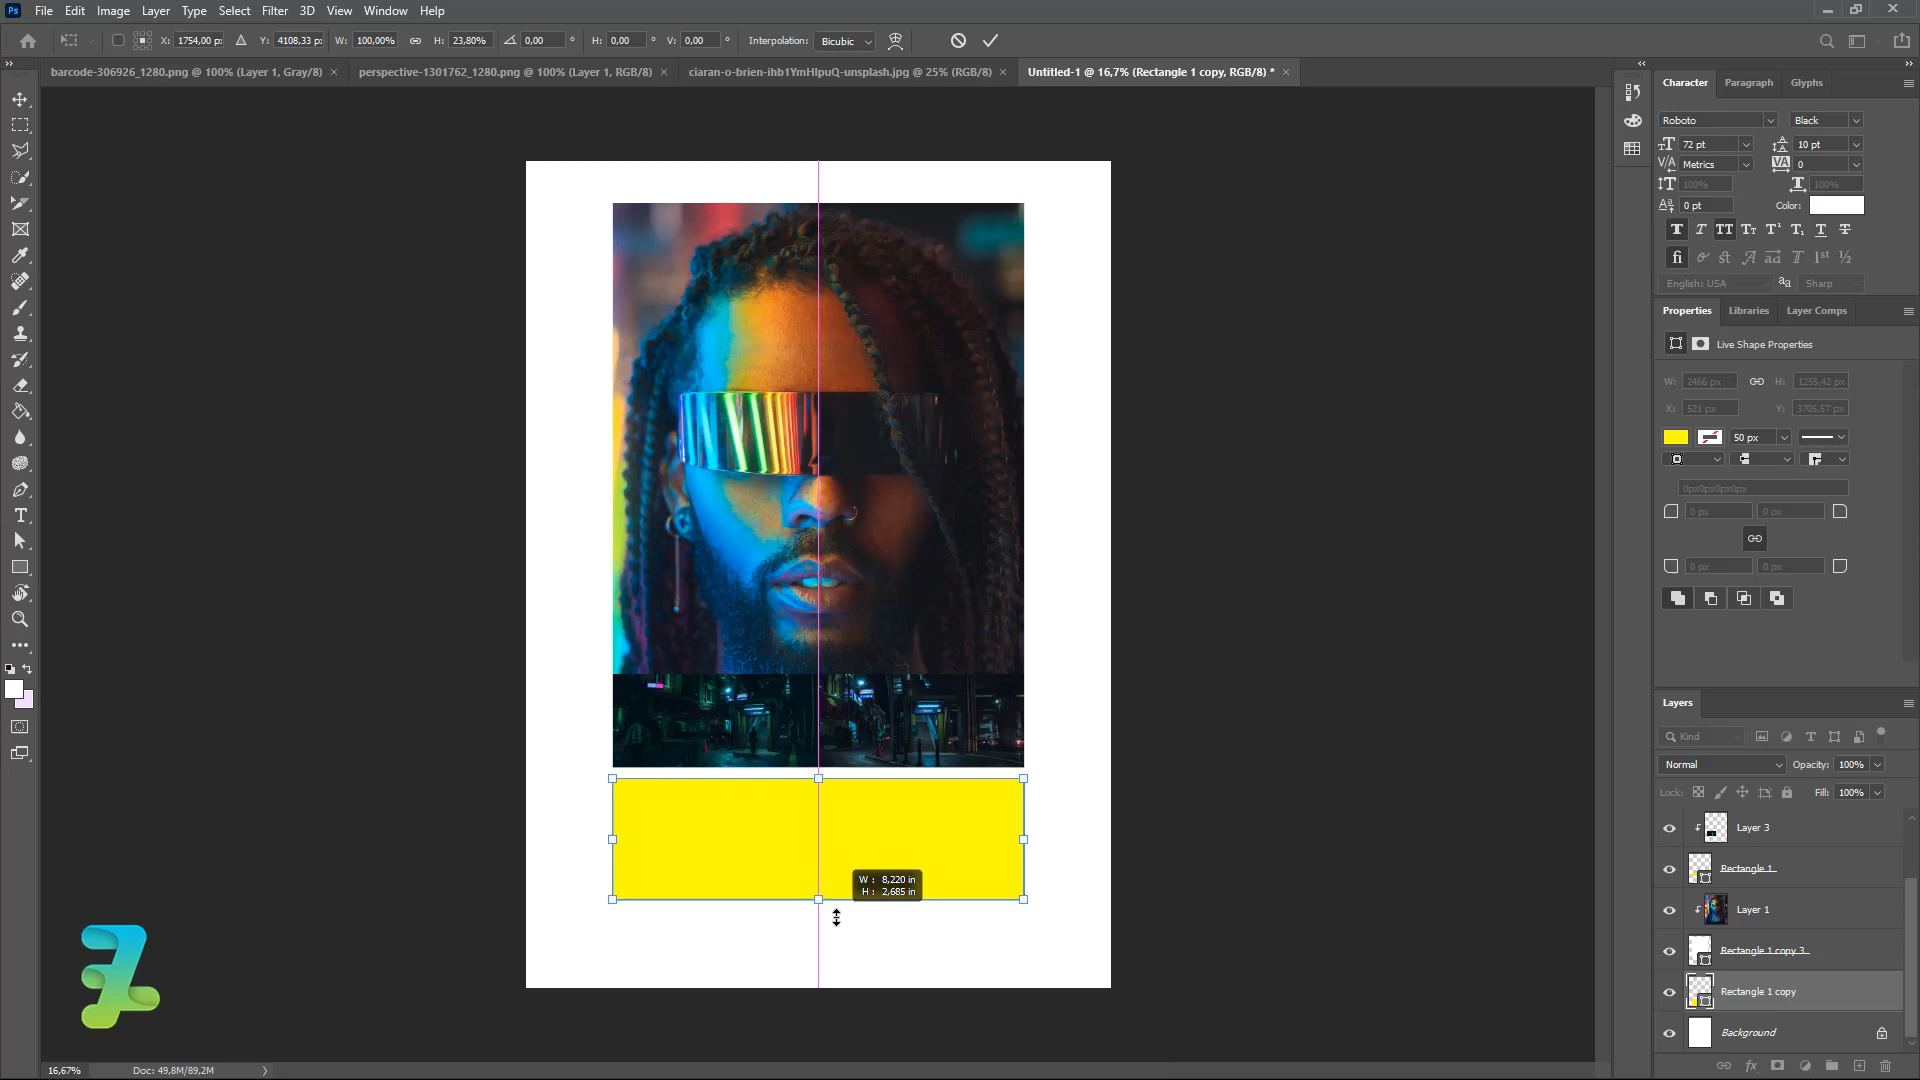 Ps File Edit Image Layer Type Select Filter 3D View Window Help
X: 1754,00 px Y: 4108,33 px W: 100,00% H: 23,80% 0,00 ° H: 0,00 ° V: 0,00 ° Interpolation: Bicubic
barcode-306926_1280.png @ 100% (Layer 1, Gray/8) × perspective-1301762_1280.png @ 100% (Layer 1, RGB/8) × ciaran-o-brien-ihb1YmHlpuQ-unsplash.jpg @ 25% (RGB/8) × Untitled-1 @ 16,7% (Rectangle 1 copy, RGB/8) * ×
Character Paragraph Glyphs
Roboto Black
72 pt 10 pt
Metrics 0
100% 100%
0 pt Color:
English: USA aa Sharp
Properties Libraries Layer Comps
Live Shape Properties
W: 2466 px H: 1255.42 px
X: 521 px Y: 3705.57 px
50 px
0px0px0px0px
0 px 0 px
0 px 0 px
W : 8,220 in
H : 2,685 in
Layers
Kind
Normal Opacity: 100%
Lock: Fill: 100%
Layer 3
Rectangle 1
Layer 1
Rectangle 1 copy 3
Rectangle 1 copy
Background
16,67% Doc: 49,8M/89,2M